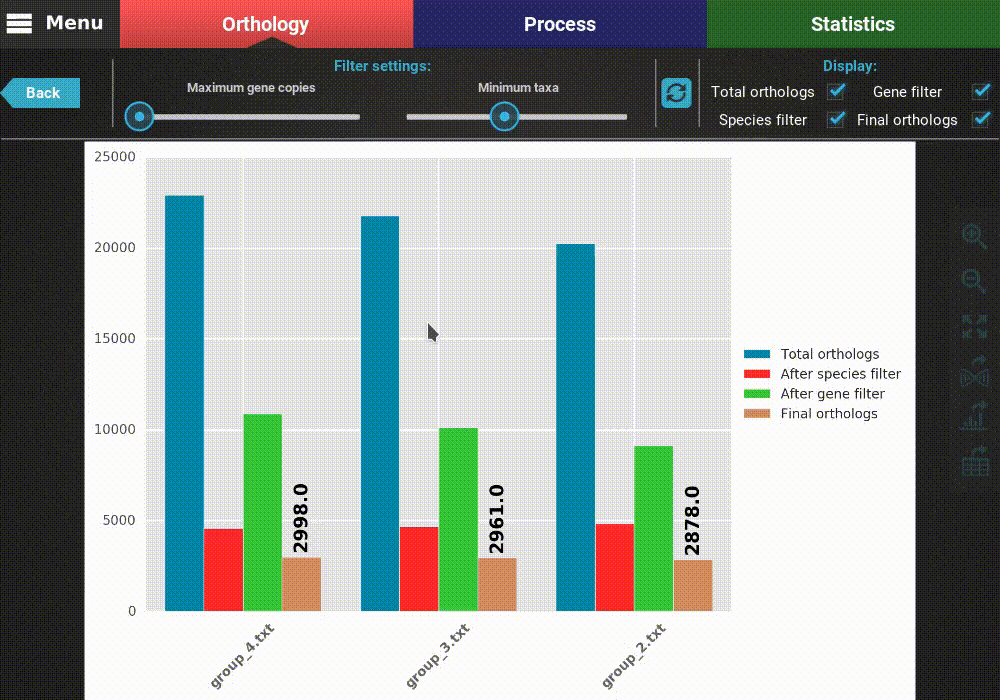 Menu
Orthology
Process
Statistics
Back
Filter settings:
Maximum gene copies
Minimum taxa
Display:
Total orthologs
Gene filter
Species filter
Final orthologs
25000
20000
15000
10000
5000
0
2998.0
2961.0
2878.0
group_4.txt
group_3.txt
group_2.txt
Total orthologs
After species filter
After gene filter
Final orthologs